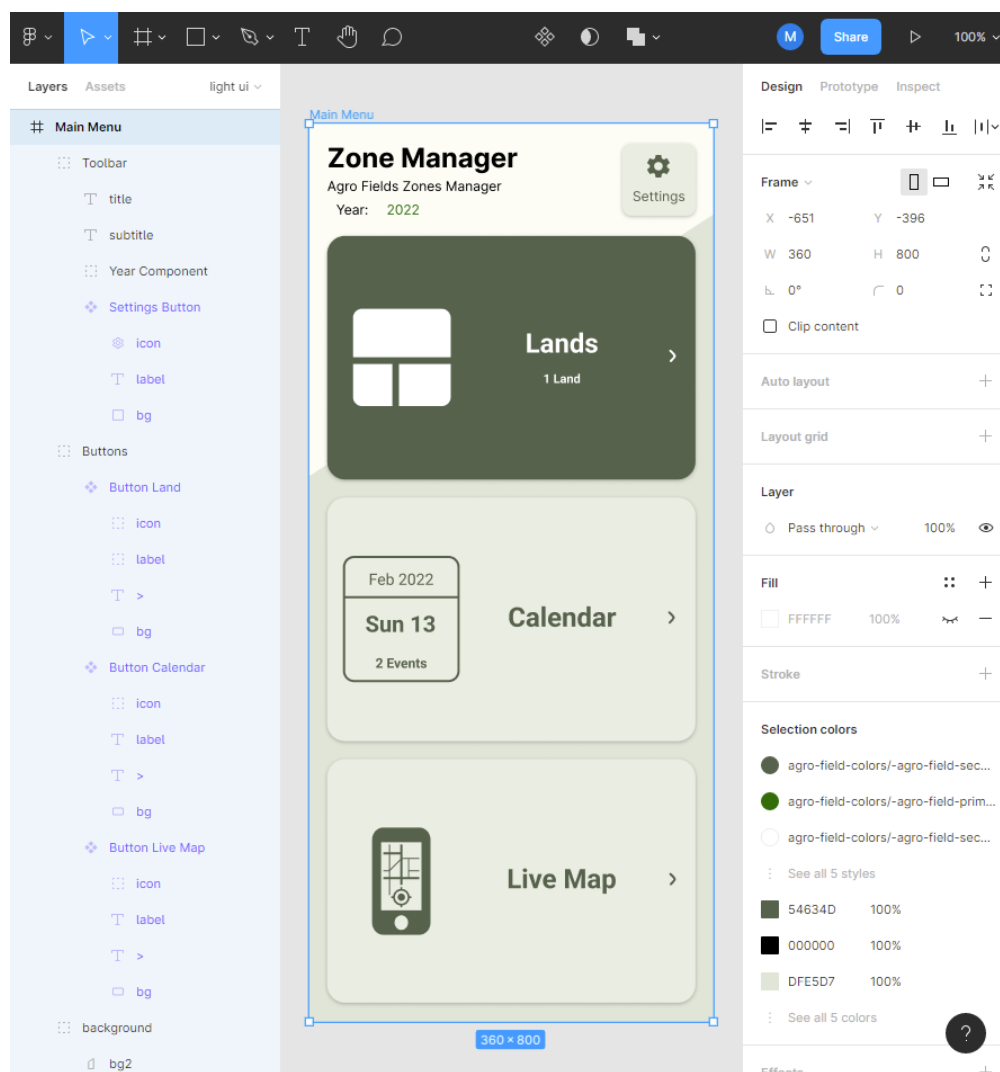 M
Share
100%
Layers
Assets
light ui
Main Menu
Toolbar
title
subtitle
Year Component
Settings Button
icon
label
bg
Buttons
Button Land
icon
label
>
bg
Button Calendar
icon
label
>
bg
Button Live Map
icon
label
>
bg
background
bg2
Main Menu
Zone Manager
Agro Fields Zones Manager
Year: 2022
Settings
Lands
1 Land
Feb 2022
Sun 13
2 Events
Calendar
Live Map
360 × 800
Design Prototype Inspect
Frame
X -651 Y -396
W 360 H 800
0° 0
Clip content
Auto layout
Layout grid
Layer
Pass through 100%
Fill
FFFFFF 100%
Stroke
Selection colors
agro-field-colors/-agro-field-sec...
agro-field-colors/-agro-field-prim...
agro-field-colors/-agro-field-sec...
See all 5 styles
54634D 100%
000000 100%
DFE5D7 100%
See all 5 colors
?
Effects